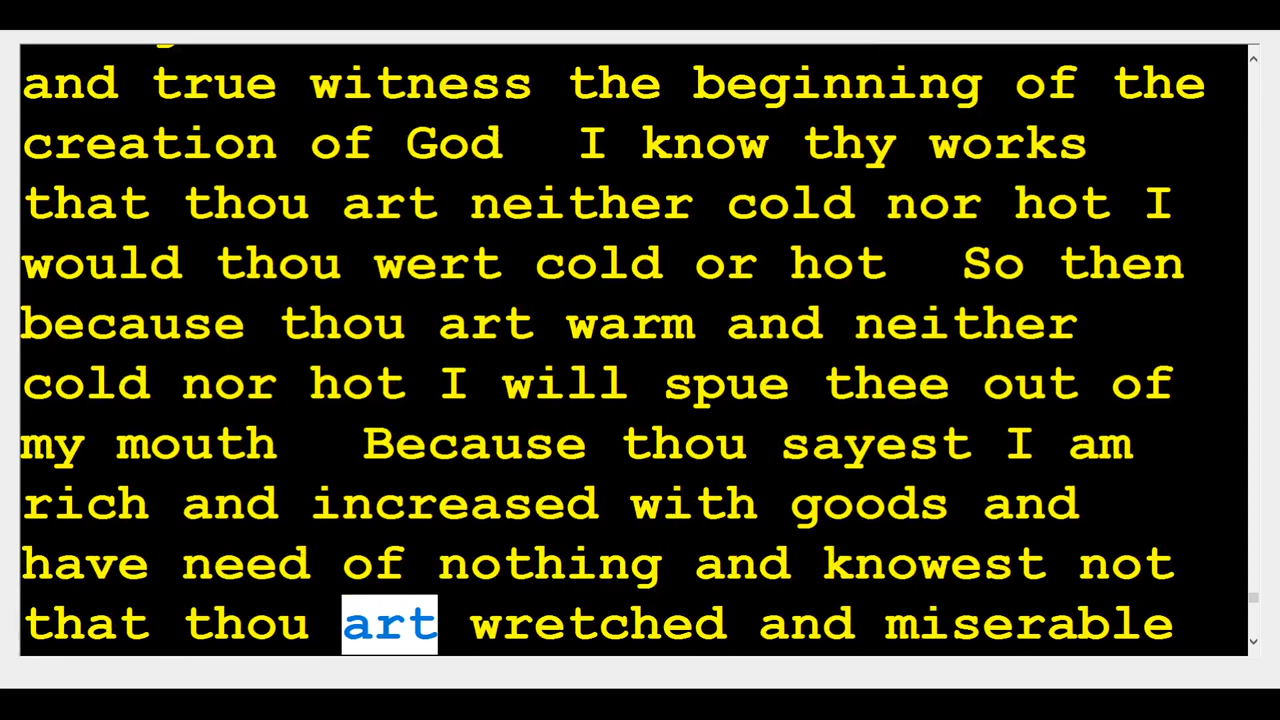 and true witness the beginning of the
creation of God  I know thy works
that thou art neither cold nor hot I
would thou wert cold or hot  So then
because thou art warm and neither
cold nor hot I will spue thee out of
my mouth  Because thou sayest I am
rich and increased with goods and
have need of nothing and knowest not
that thou art wretched and miserable